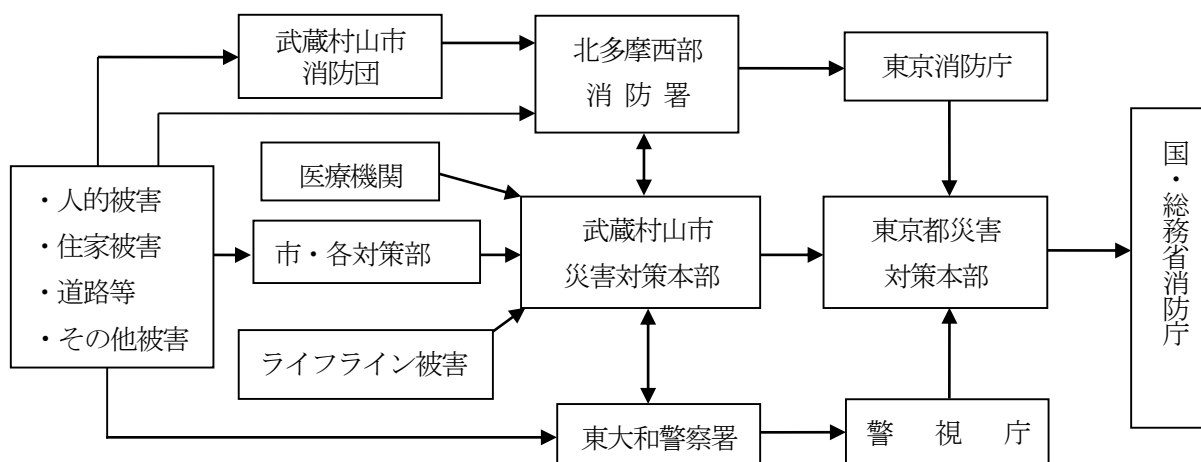 武蔵村山市
消防団
北多摩西部
消 防 署
東京消防庁
医療機関
・人的被害
・住家被害
・道路等
・その他被害
市・各対策部
武蔵村山市
災害対策本部
東京都災害
対策本部
国・総務省消防庁
ライフライン被害
東大和警察署
警 視 庁